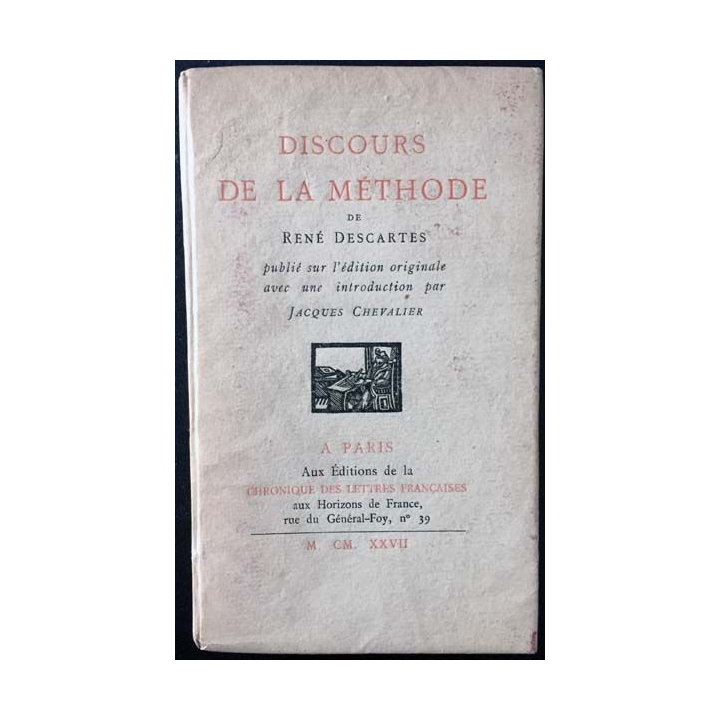 DISCOURS
DE LA MÉTHODE
DE
RENÉ DESCARTES
publié sur l'édition originale
avec une introduction par
JACQUES CHEVALIER
A PARIS
Aux Éditions de la
CHRONIQUE DES LETTRES FRANÇAISES
aux Horizons de France,
rue du Général-Foy, nº 39
M. CM. XXVII